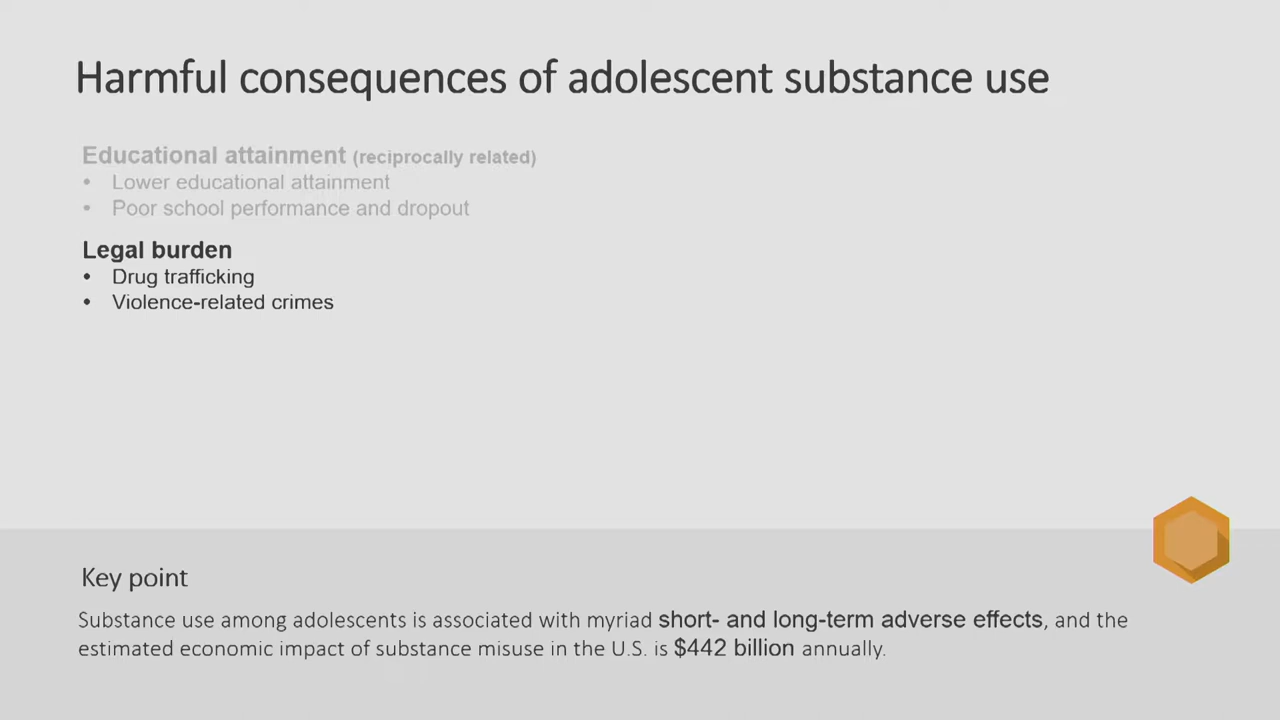 Harmful consequences of adolescent substance use
Educational attainment (reciprocally related)
• Lower educational attainment
• Poor school performance and dropout
Legal burden
• Drug trafficking
• Violence-related crimes
Key point
Substance use among adolescents is associated with myriad short- and long-term adverse effects, and the
estimated economic impact of substance misuse in the U.S. is $442 billion annually.